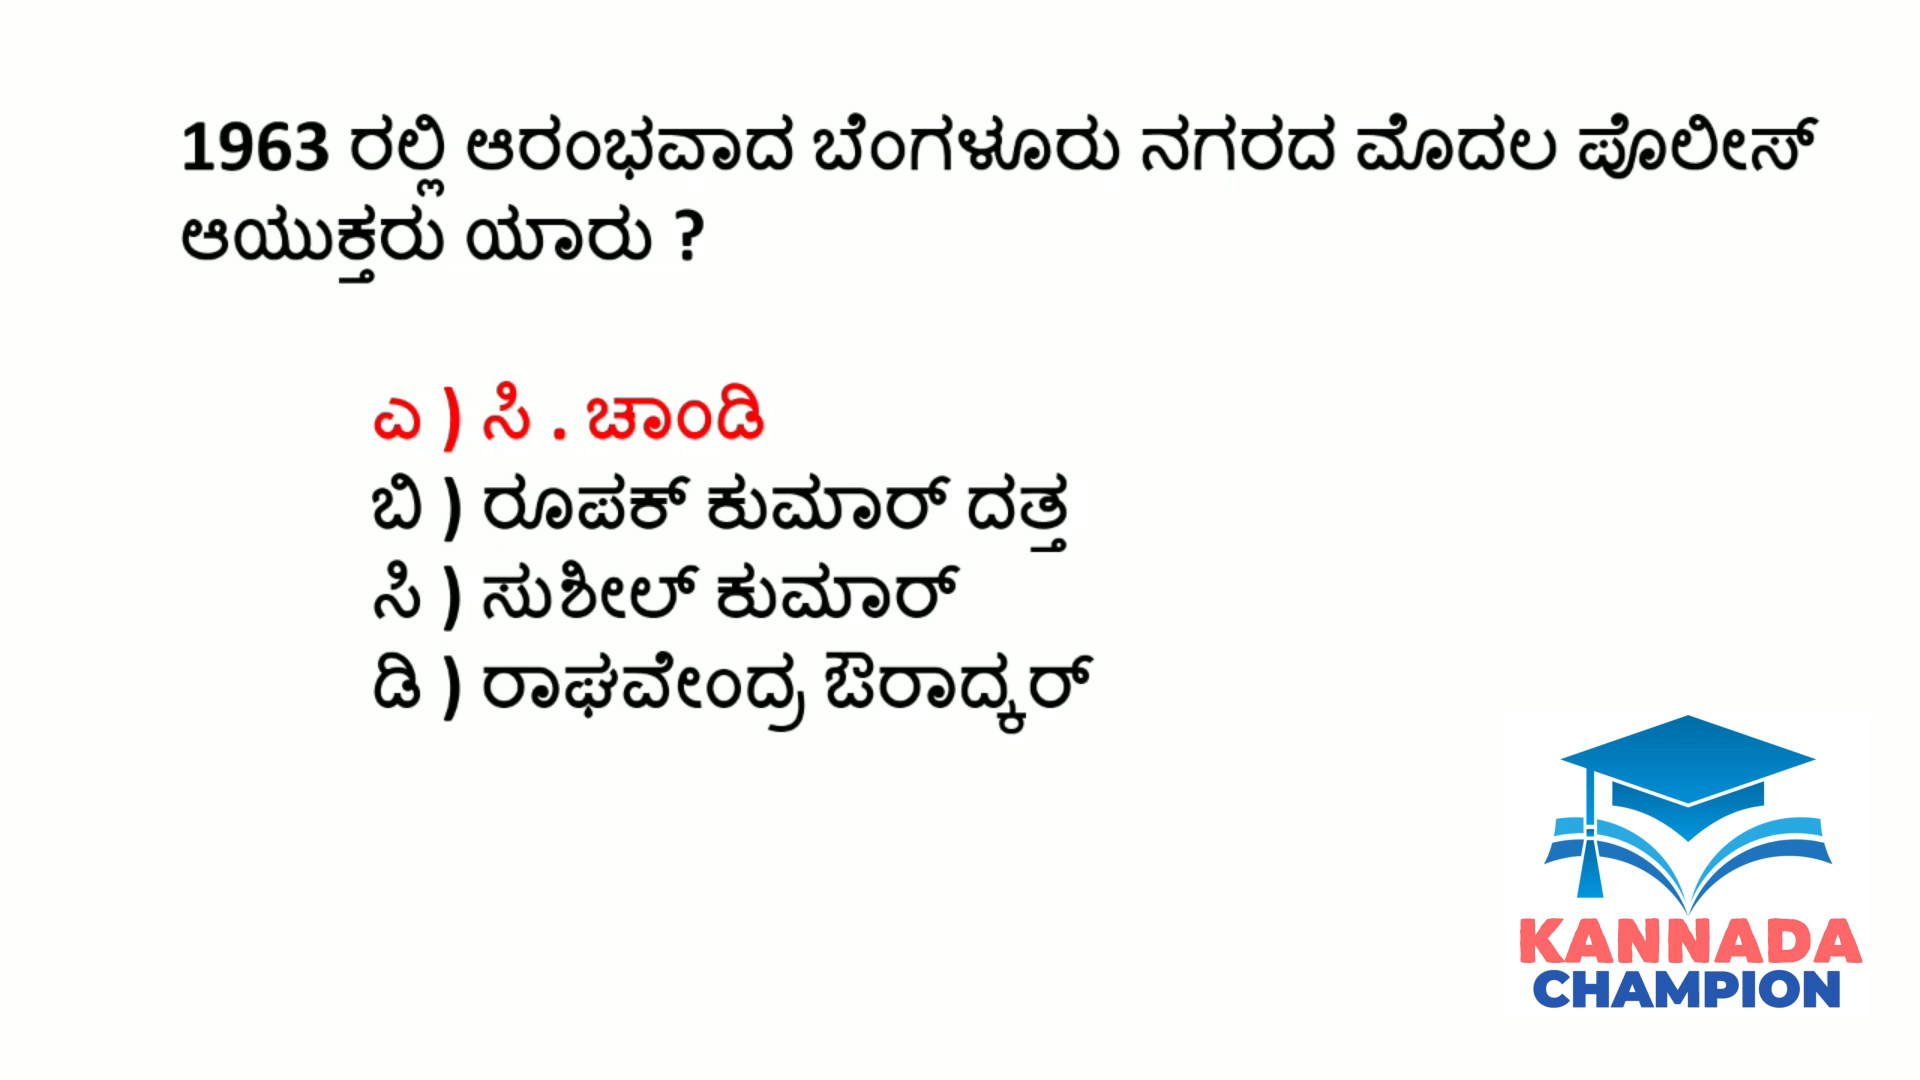 1963 ರಲ್ಲಿ ಆರಂಭವಾದ ಬೆಂಗಳೂರು ನಗರದ ಮೊದಲ ಪೊಲೀಸ್
ಆಯುಕ್ತರು ಯಾರು ?
ಎ ) ಸಿ . ಚಾಂಡಿ
ಬಿ ) ರೂಪಕ್ ಕುಮಾರ್ ದತ್ತ
ಸಿ ) ಸುಶೀಲ್ ಕುಮಾರ್
ಡಿ ) ರಾಘವೇಂದ್ರ ಔರಾದ್ಕರ್
KANNADA
CHAMPION